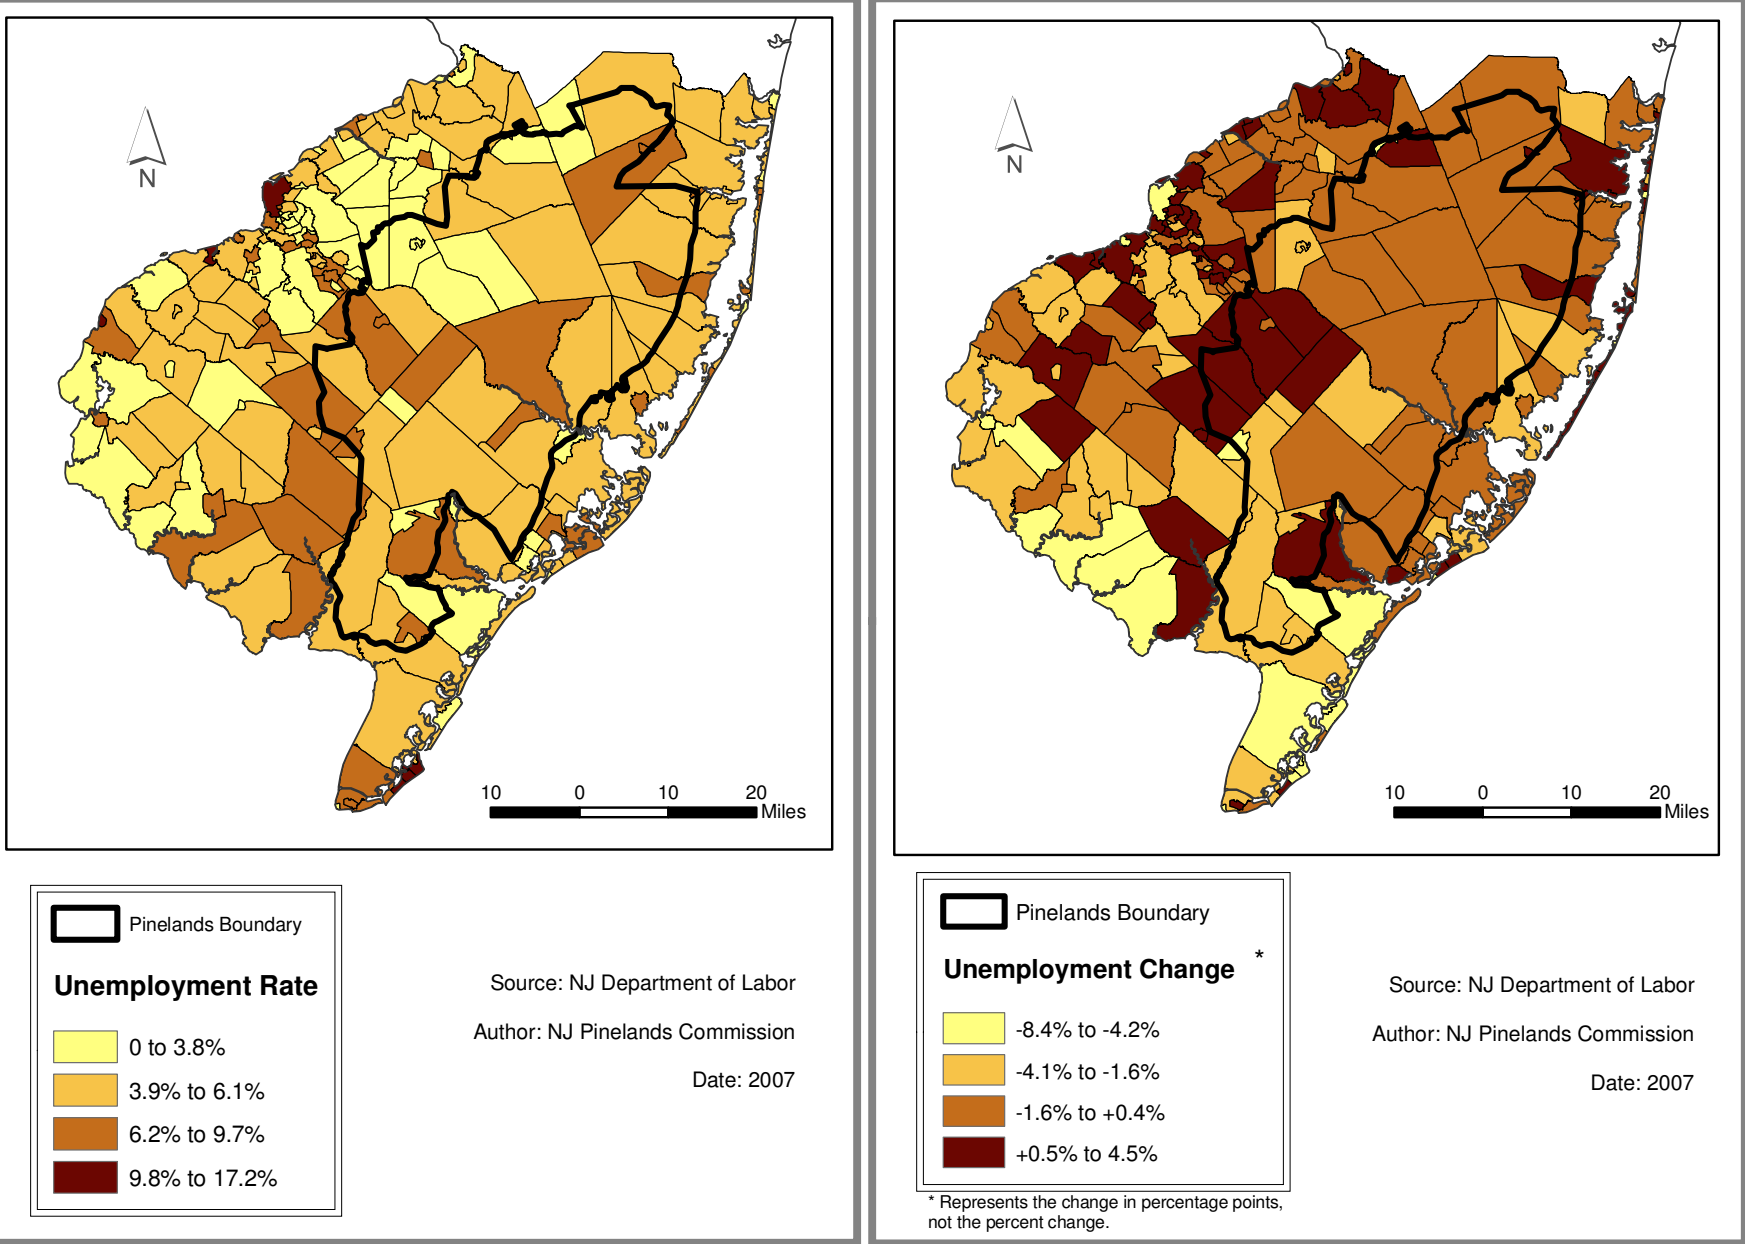 N
10 0 10 20
Miles
Pinelands Boundary
Unemployment Rate
0 to 3.8%
3.9% to 6.1%
6.2% to 9.7%
9.8% to 17.2%
Source: NJ Department of Labor
Author: NJ Pinelands Commission
Date: 2007
N
10 0 10 20
Miles
Pinelands Boundary
Unemployment Change *
-8.4% to -4.2%
-4.1% to -1.6%
-1.6% to +0.4%
+0.5% to 4.5%
* Represents the change in percentage points,
not the percent change.
Source: NJ Department of Labor
Author: NJ Pinelands Commission
Date: 2007